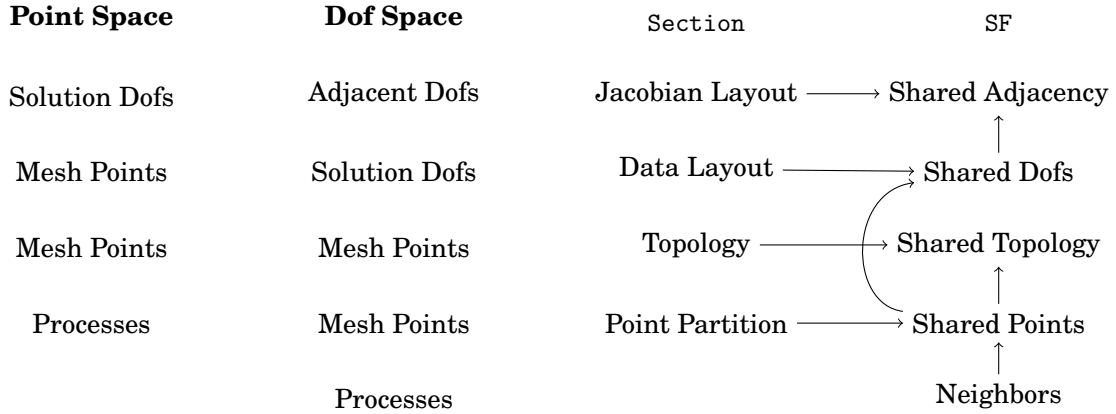 Point Space Dof Space Section SF
Solution Dofs Adjacent Dofs Jacobian Layout Shared Adjacency
Mesh Points Solution Dofs Data Layout Shared Dofs
Mesh Points Mesh Points Topology Shared Topology
Processes Mesh Points Point Partition Shared Points
Processes Neighbors